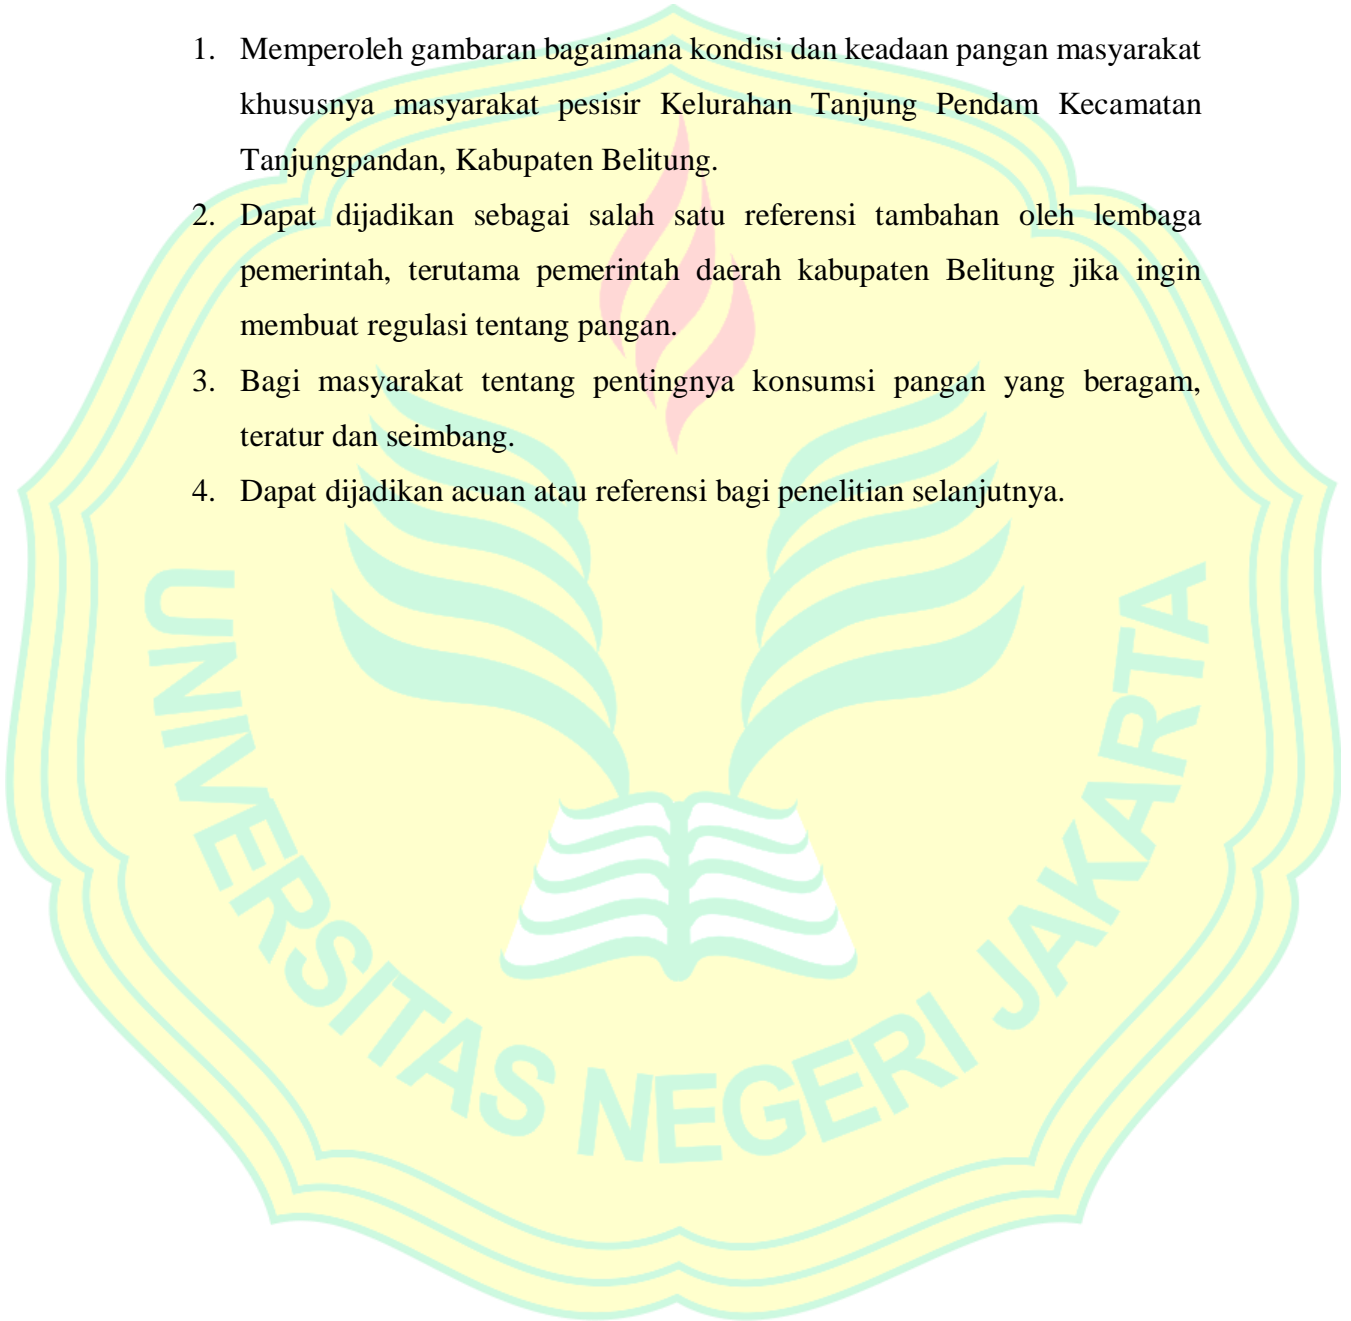 1. Memperoleh gambaran bagaimana kondisi dan keadaan pangan masyarakat
khususnya masyarakat pesisir Kelurahan Tanjung Pendam Kecamatan
Tanjungpandan, Kabupaten Belitung.
2. Dapat dijadikan sebagai salah satu referensi tambahan oleh lembaga
pemerintah, terutama pemerintah daerah kabupaten Belitung jika ingin
membuat regulasi tentang pangan.
3. Bagi masyarakat tentang pentingnya konsumsi pangan yang beragam,
teratur dan seimbang.
4. Dapat dijadikan acuan atau referensi bagi penelitian selanjutnya.
UNIVERSITAS NEGERI JAKARTA